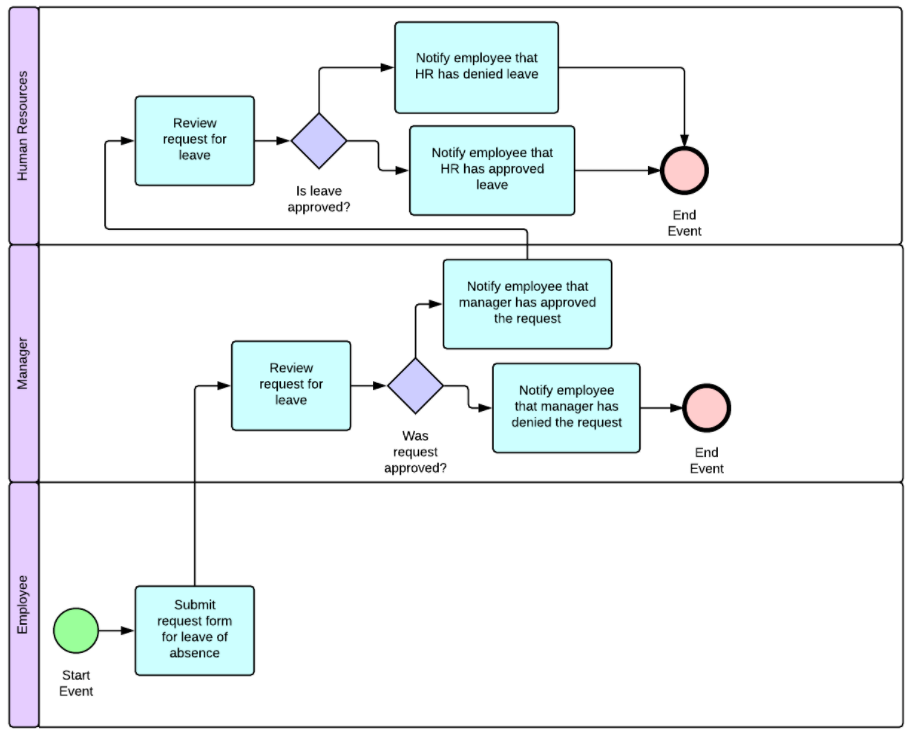 Human Resources
Notify employee that
HR has denied leave
Review
request for
leave
Is leave
approved?
Notify employee that
HR has approved
leave
End
Event
Manager
Notify employee that
manager has approved
the request
Review
request for
leave
Was
request
approved?
Notify employee
that manager has
denied the request
End
Event
Employee
Start
Event
Submit
request form
for leave of
absence